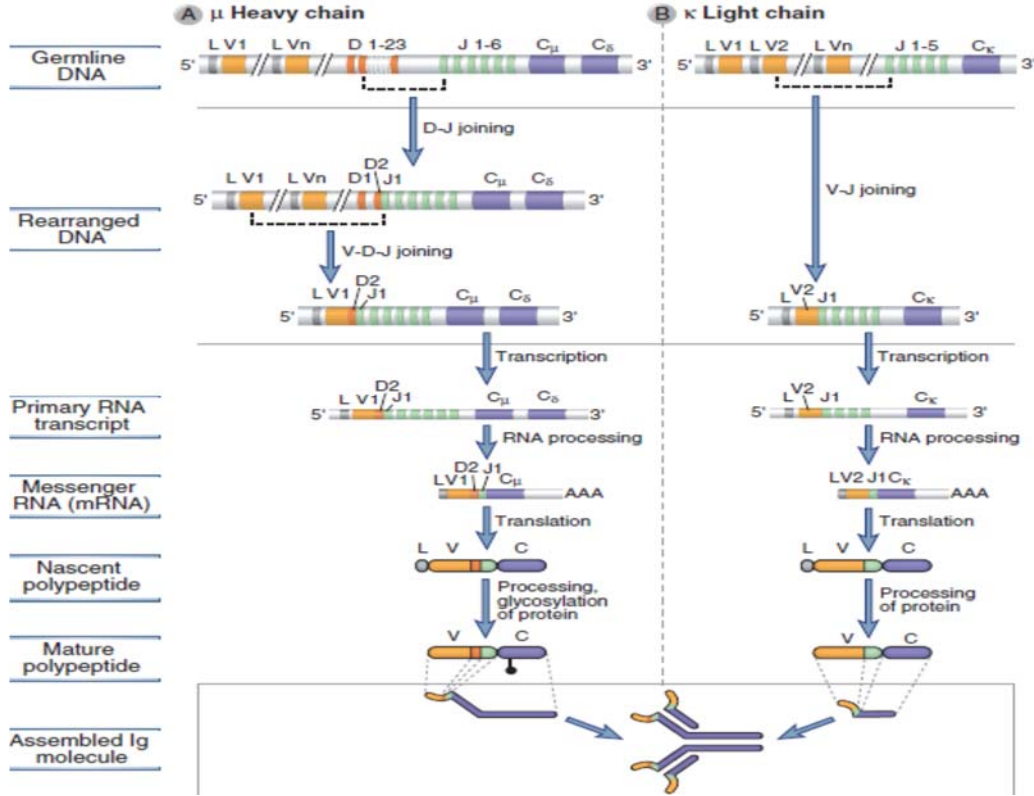 A μ Heavy chain
B κ Light chain
Germline
DNA
L V1 L Vn D 1-23 J 1-6 Cμ Cδ
5' 3'
L V1 L V2 L Vn J 1-5 Cκ
5' 3'
D-J joining
V-J joining
Rearranged
DNA
D2
L V1 L Vn D1 J1 Cμ Cδ
5' 3'
V-D-J joining
D2
L V1 J1 Cμ Cδ
5' 3'
V2
L J1 Cκ
5' 3'
Transcription
Transcription
Primary RNA
transcript
D2
L V1 J1 Cμ Cδ
5' 3'
V2
L J1 Cκ
5' 3'
RNA processing
RNA processing
Messenger
RNA (mRNA)
D2 J1
LV1 Cμ
AAA
LV2 J1Cκ
AAA
Translation
Translation
Nascent
polypeptide
L V C
L V C
Processing,
glycosylation
of protein
Processing
of protein
Mature
polypeptide
V C
V C
Assembled Ig
molecule